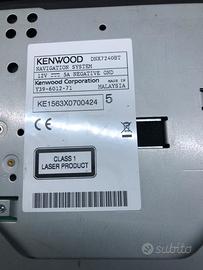 KENWOOD DNX7240BT
NAVIGATION SYSTEM
12V ⎓ 5A NEGATIVE GND
Kenwood Corporation MADE IN
Y39-6012-71 MALAYSIA
KE1563X0700424 5
CE
CLASS 1
LASER PRODUCT
subito